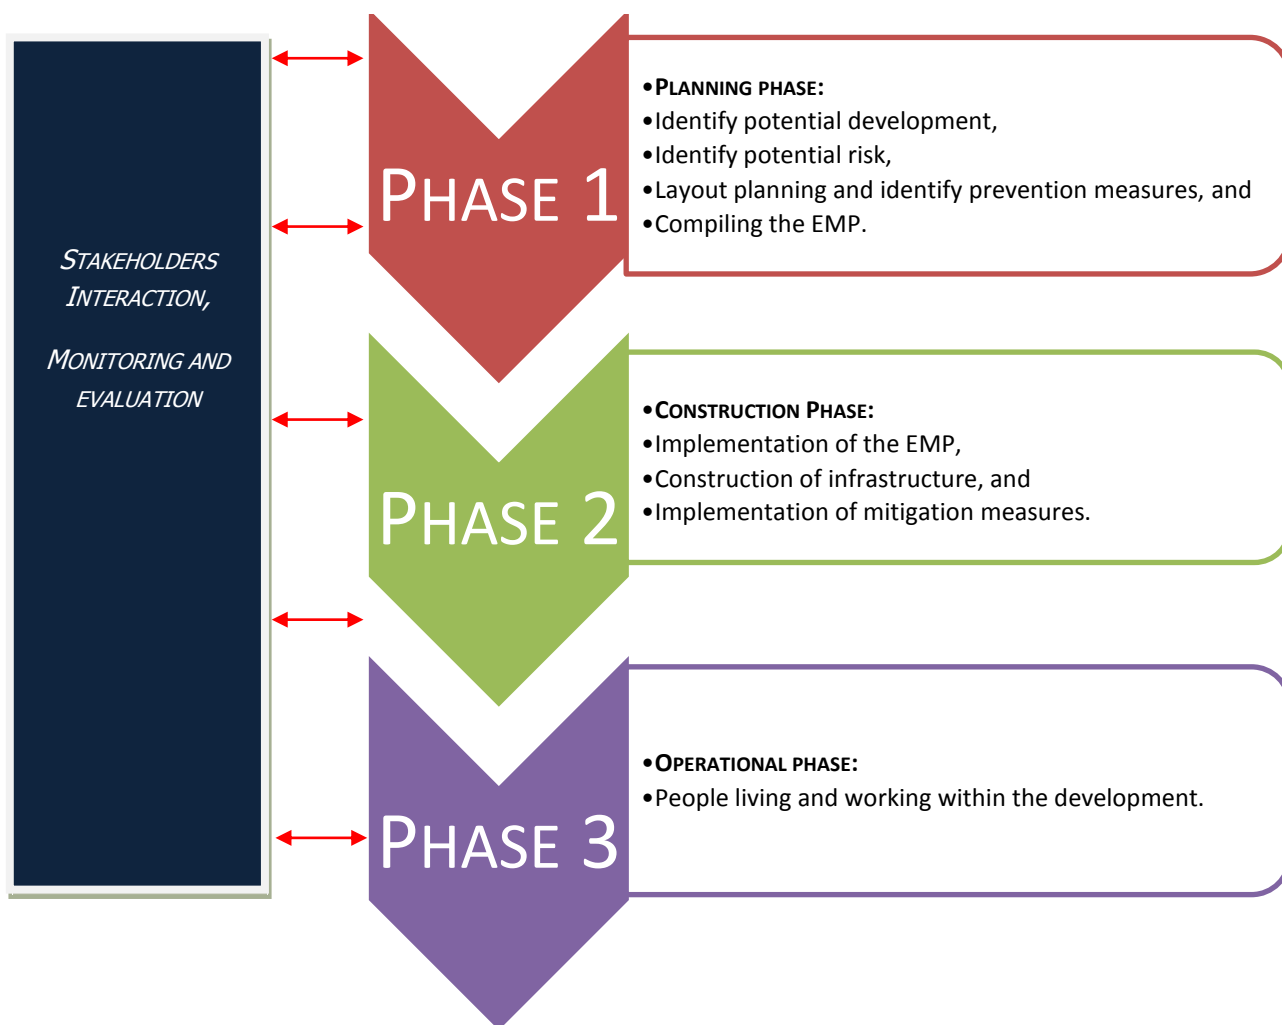 STAKEHOLDERS
INTERACTION,
MONITORING AND
EVALUATION
PHASE 1
•PLANNING PHASE:
•Identify potential development,
•Identify potential risk,
•Layout planning and identify prevention measures, and
•Compiling the EMP.
PHASE 2
•CONSTRUCTION PHASE:
•Implementation of the EMP,
•Construction of infrastructure, and
•Implementation of mitigation measures.
PHASE 3
•OPERATIONAL PHASE:
•People living and working within the development.